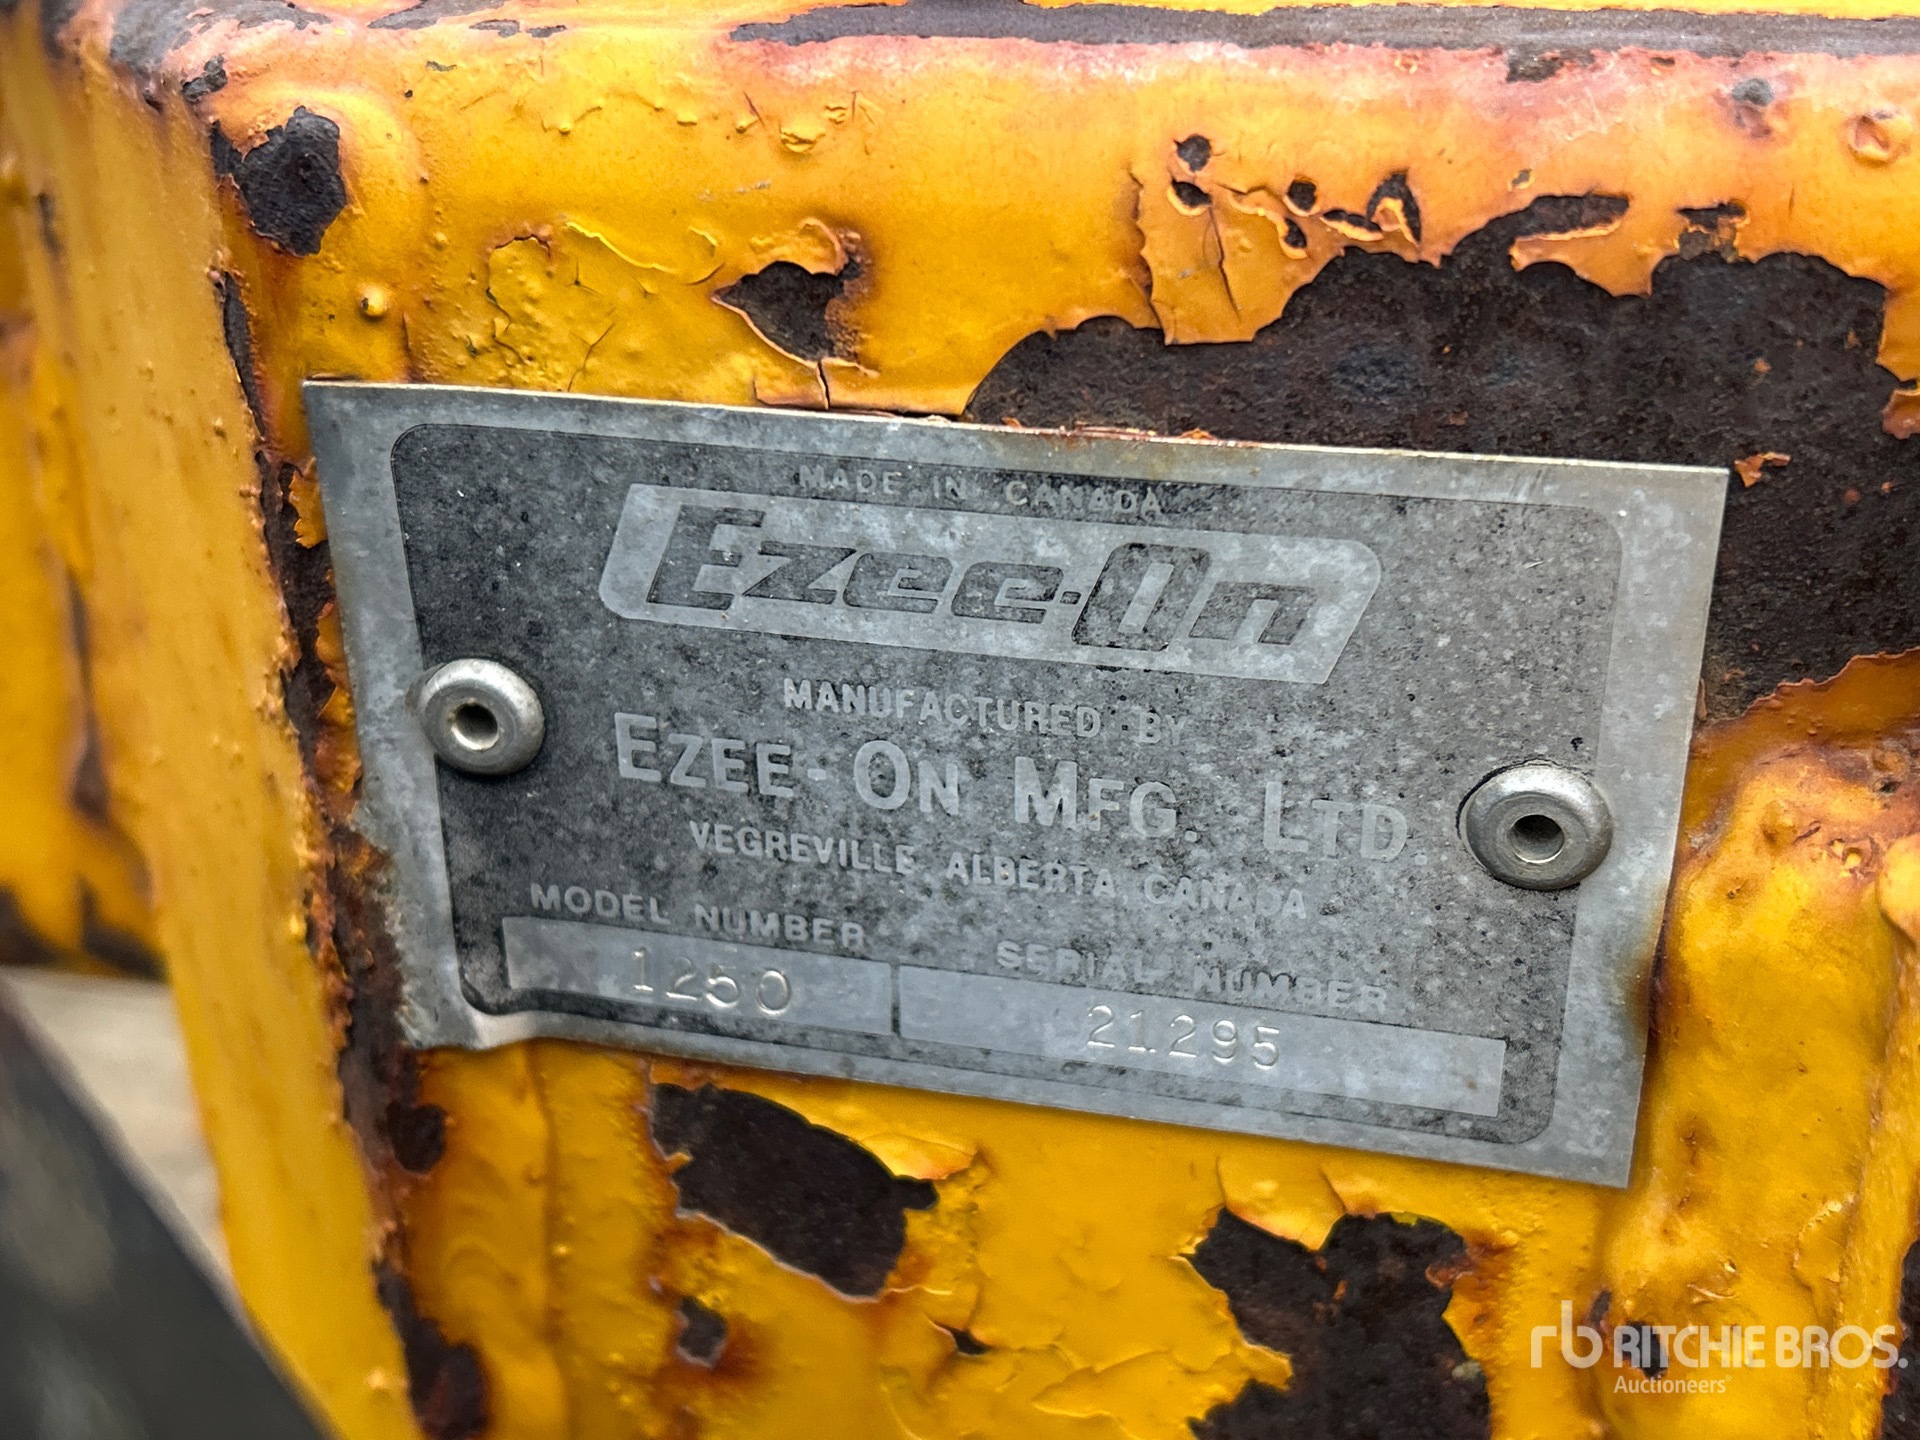 MADE IN CANADA
Ezee-On
MANUFACTURED BY
EZEE-ON MFG. LTD.
VEGREVILLE, ALBERTA, CANADA
MODEL NUMBER SERIAL NUMBER
1250 21295
rb RITCHIE BROS.
Auctioneers